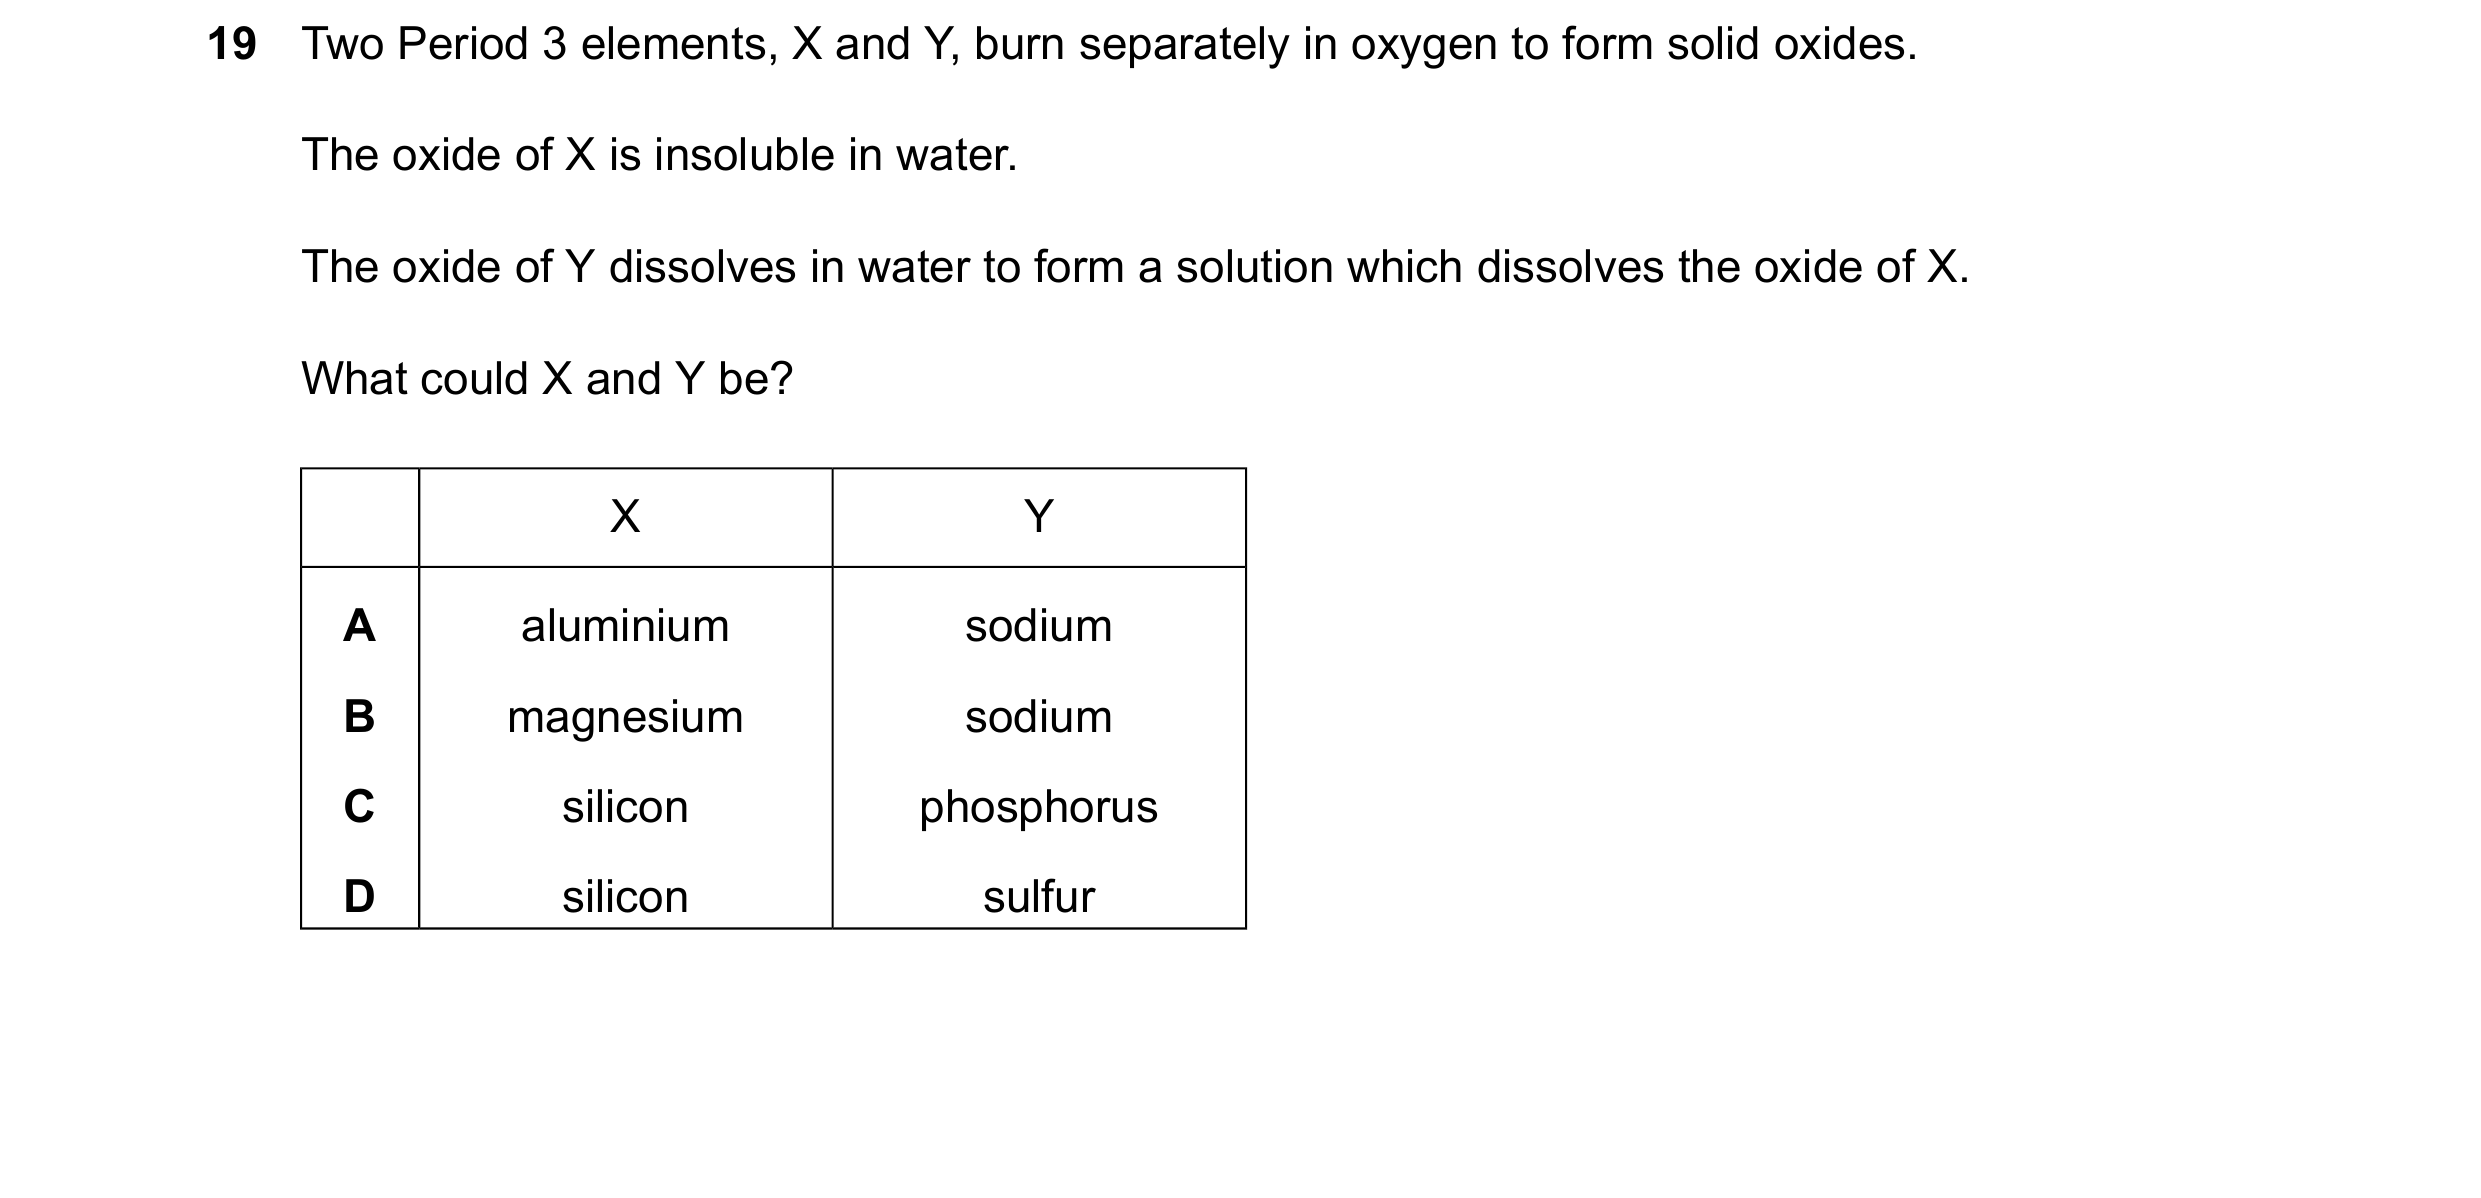 19 Two Period 3 elements, X and Y, burn separately in oxygen to form solid oxides.
The oxide of X is insoluble in water.
The oxide of Y dissolves in water to form a solution which dissolves the oxide of X.
What could X and Y be?
X Y
A aluminium sodium
B magnesium sodium
C silicon phosphorus
D silicon sulfur